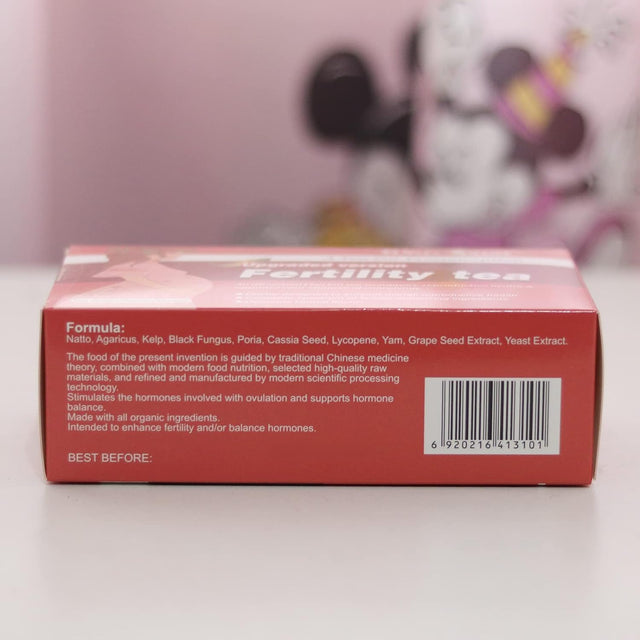 Upgraded version
Fertility tea
Formula:
Natto, Agaricus, Kelp, Black Fungus, Poria, Cassia Seed, Lycopene, Yam, Grape Seed Extract, Yeast Extract.
The food of the present invention is guided by traditional Chinese medicine
theory, combined with modern food nutrition, selected high-quality raw
materials, and refined and manufactured by modern scientific processing
technology.
Stimulates the hormones involved with ovulation and supports hormone
balance.
Made with all organic ingredients.
Intended to enhance fertility and/or balance hormones.
BEST BEFORE:
6 920216 413101